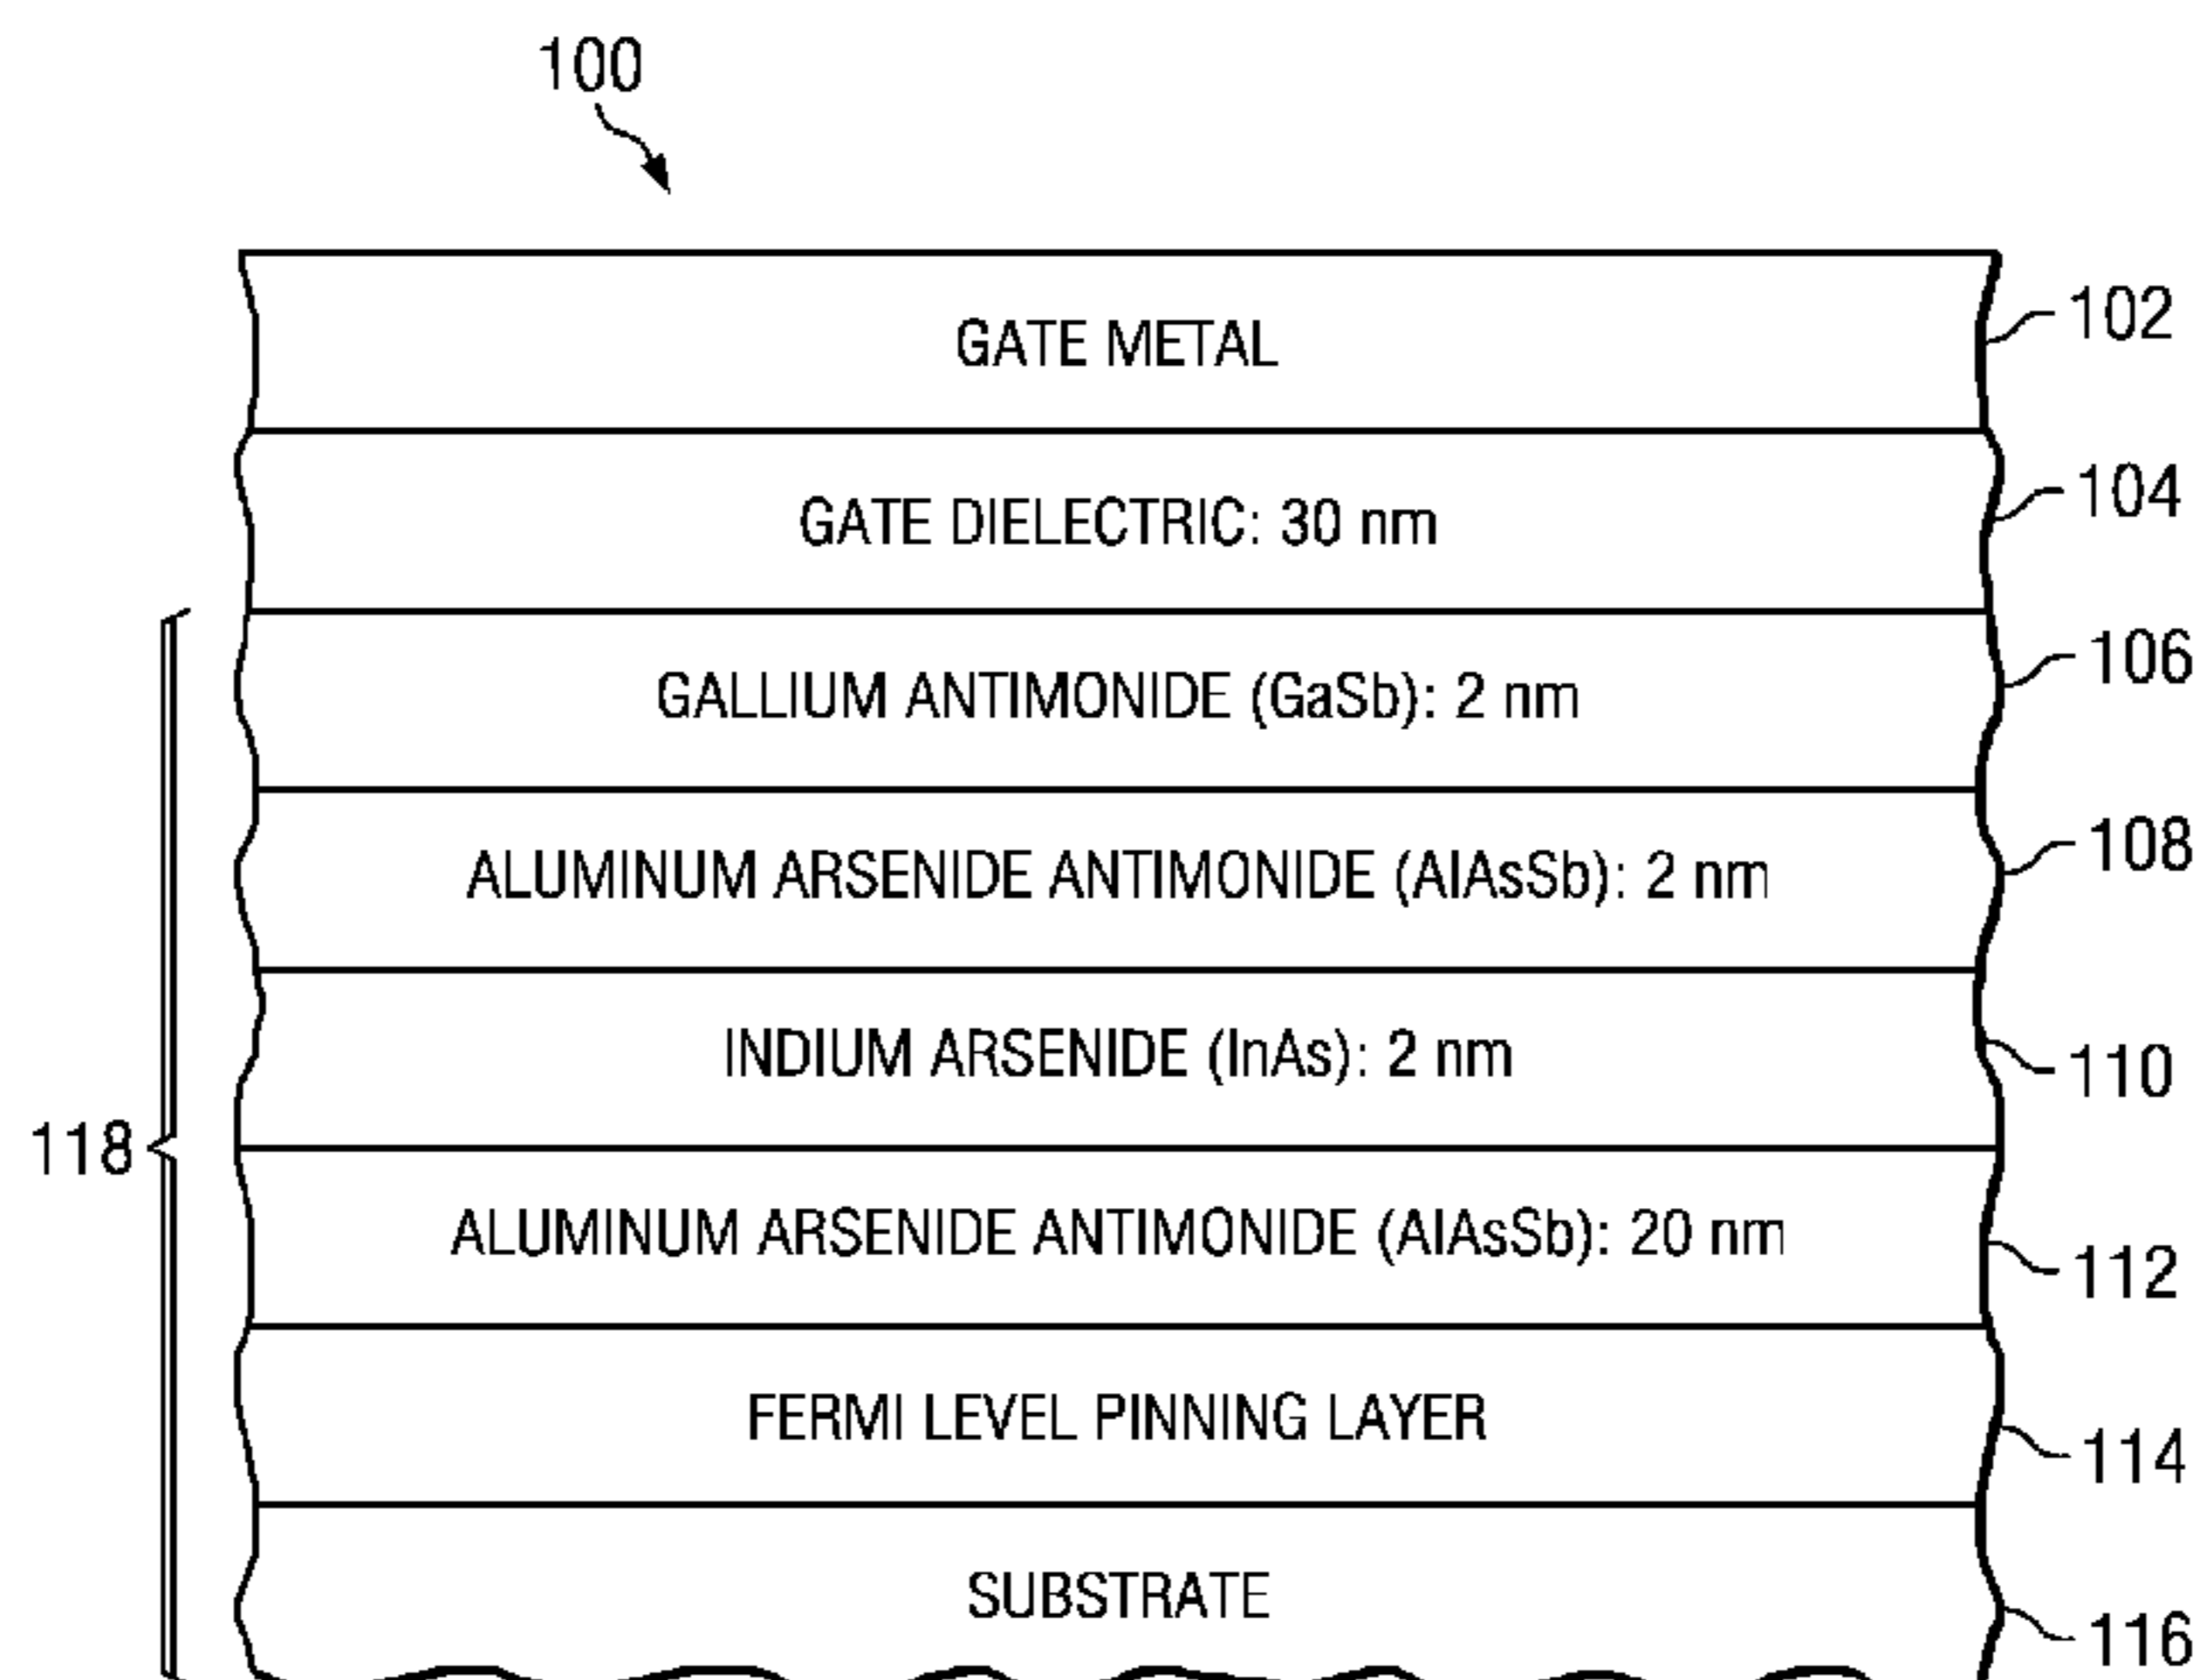 100
GATE METAL
102
GATE DIELECTRIC: 30 nm
104
GALLIUM ANTIMONIDE (GaSb): 2 nm
106
ALUMINUM ARSENIDE ANTIMONIDE (AlAsSb): 2 nm
108
INDIUM ARSENIDE (InAs): 2 nm
110
118
ALUMINUM ARSENIDE ANTIMONIDE (AlAsSb): 20 nm
112
FERMI LEVEL PINNING LAYER
114
SUBSTRATE
116